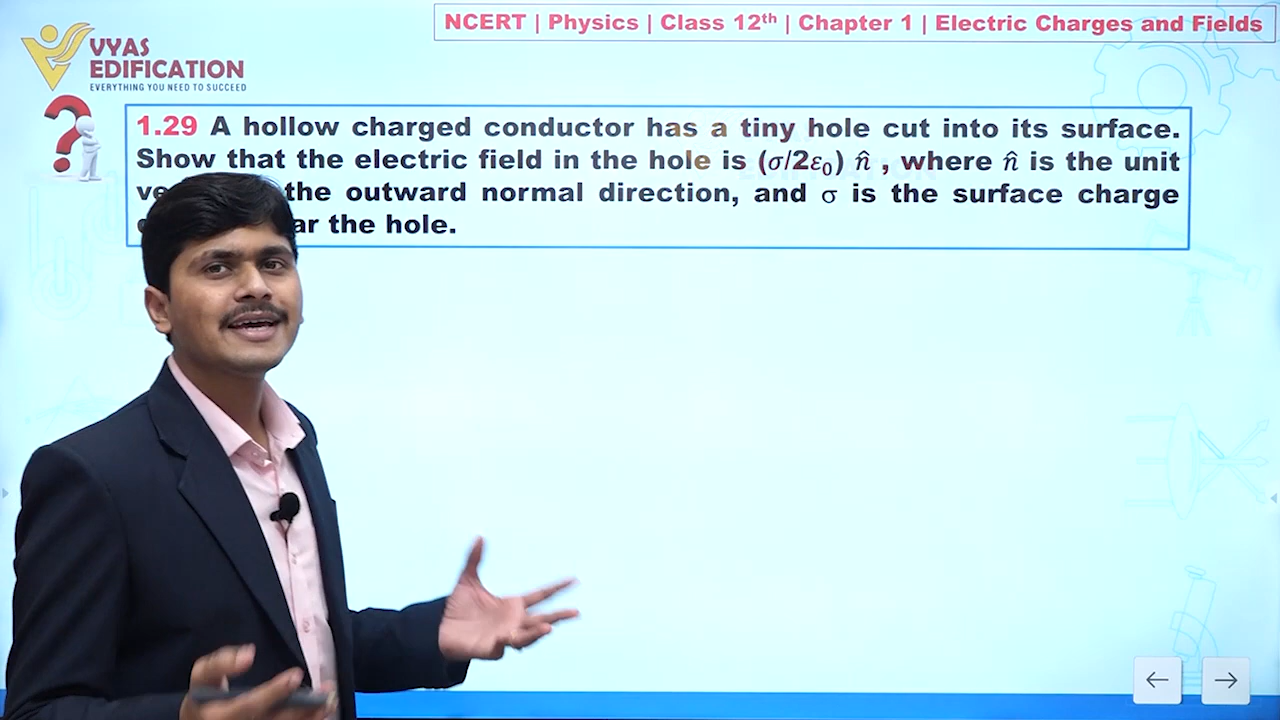 NCERT | Physics | Class 12th | Chapter 1 | Electric Charges and Fields
VYAS
EDIFICATION
EVERYTHING YOU NEED TO SUCCEED
1.29 A hollow charged conductor has a tiny hole cut into its surface.
Show that the electric field in the hole is (σ/2ε₀) n̂ , where n̂ is the unit
the outward normal direction, and σ is the surface charge
the hole.